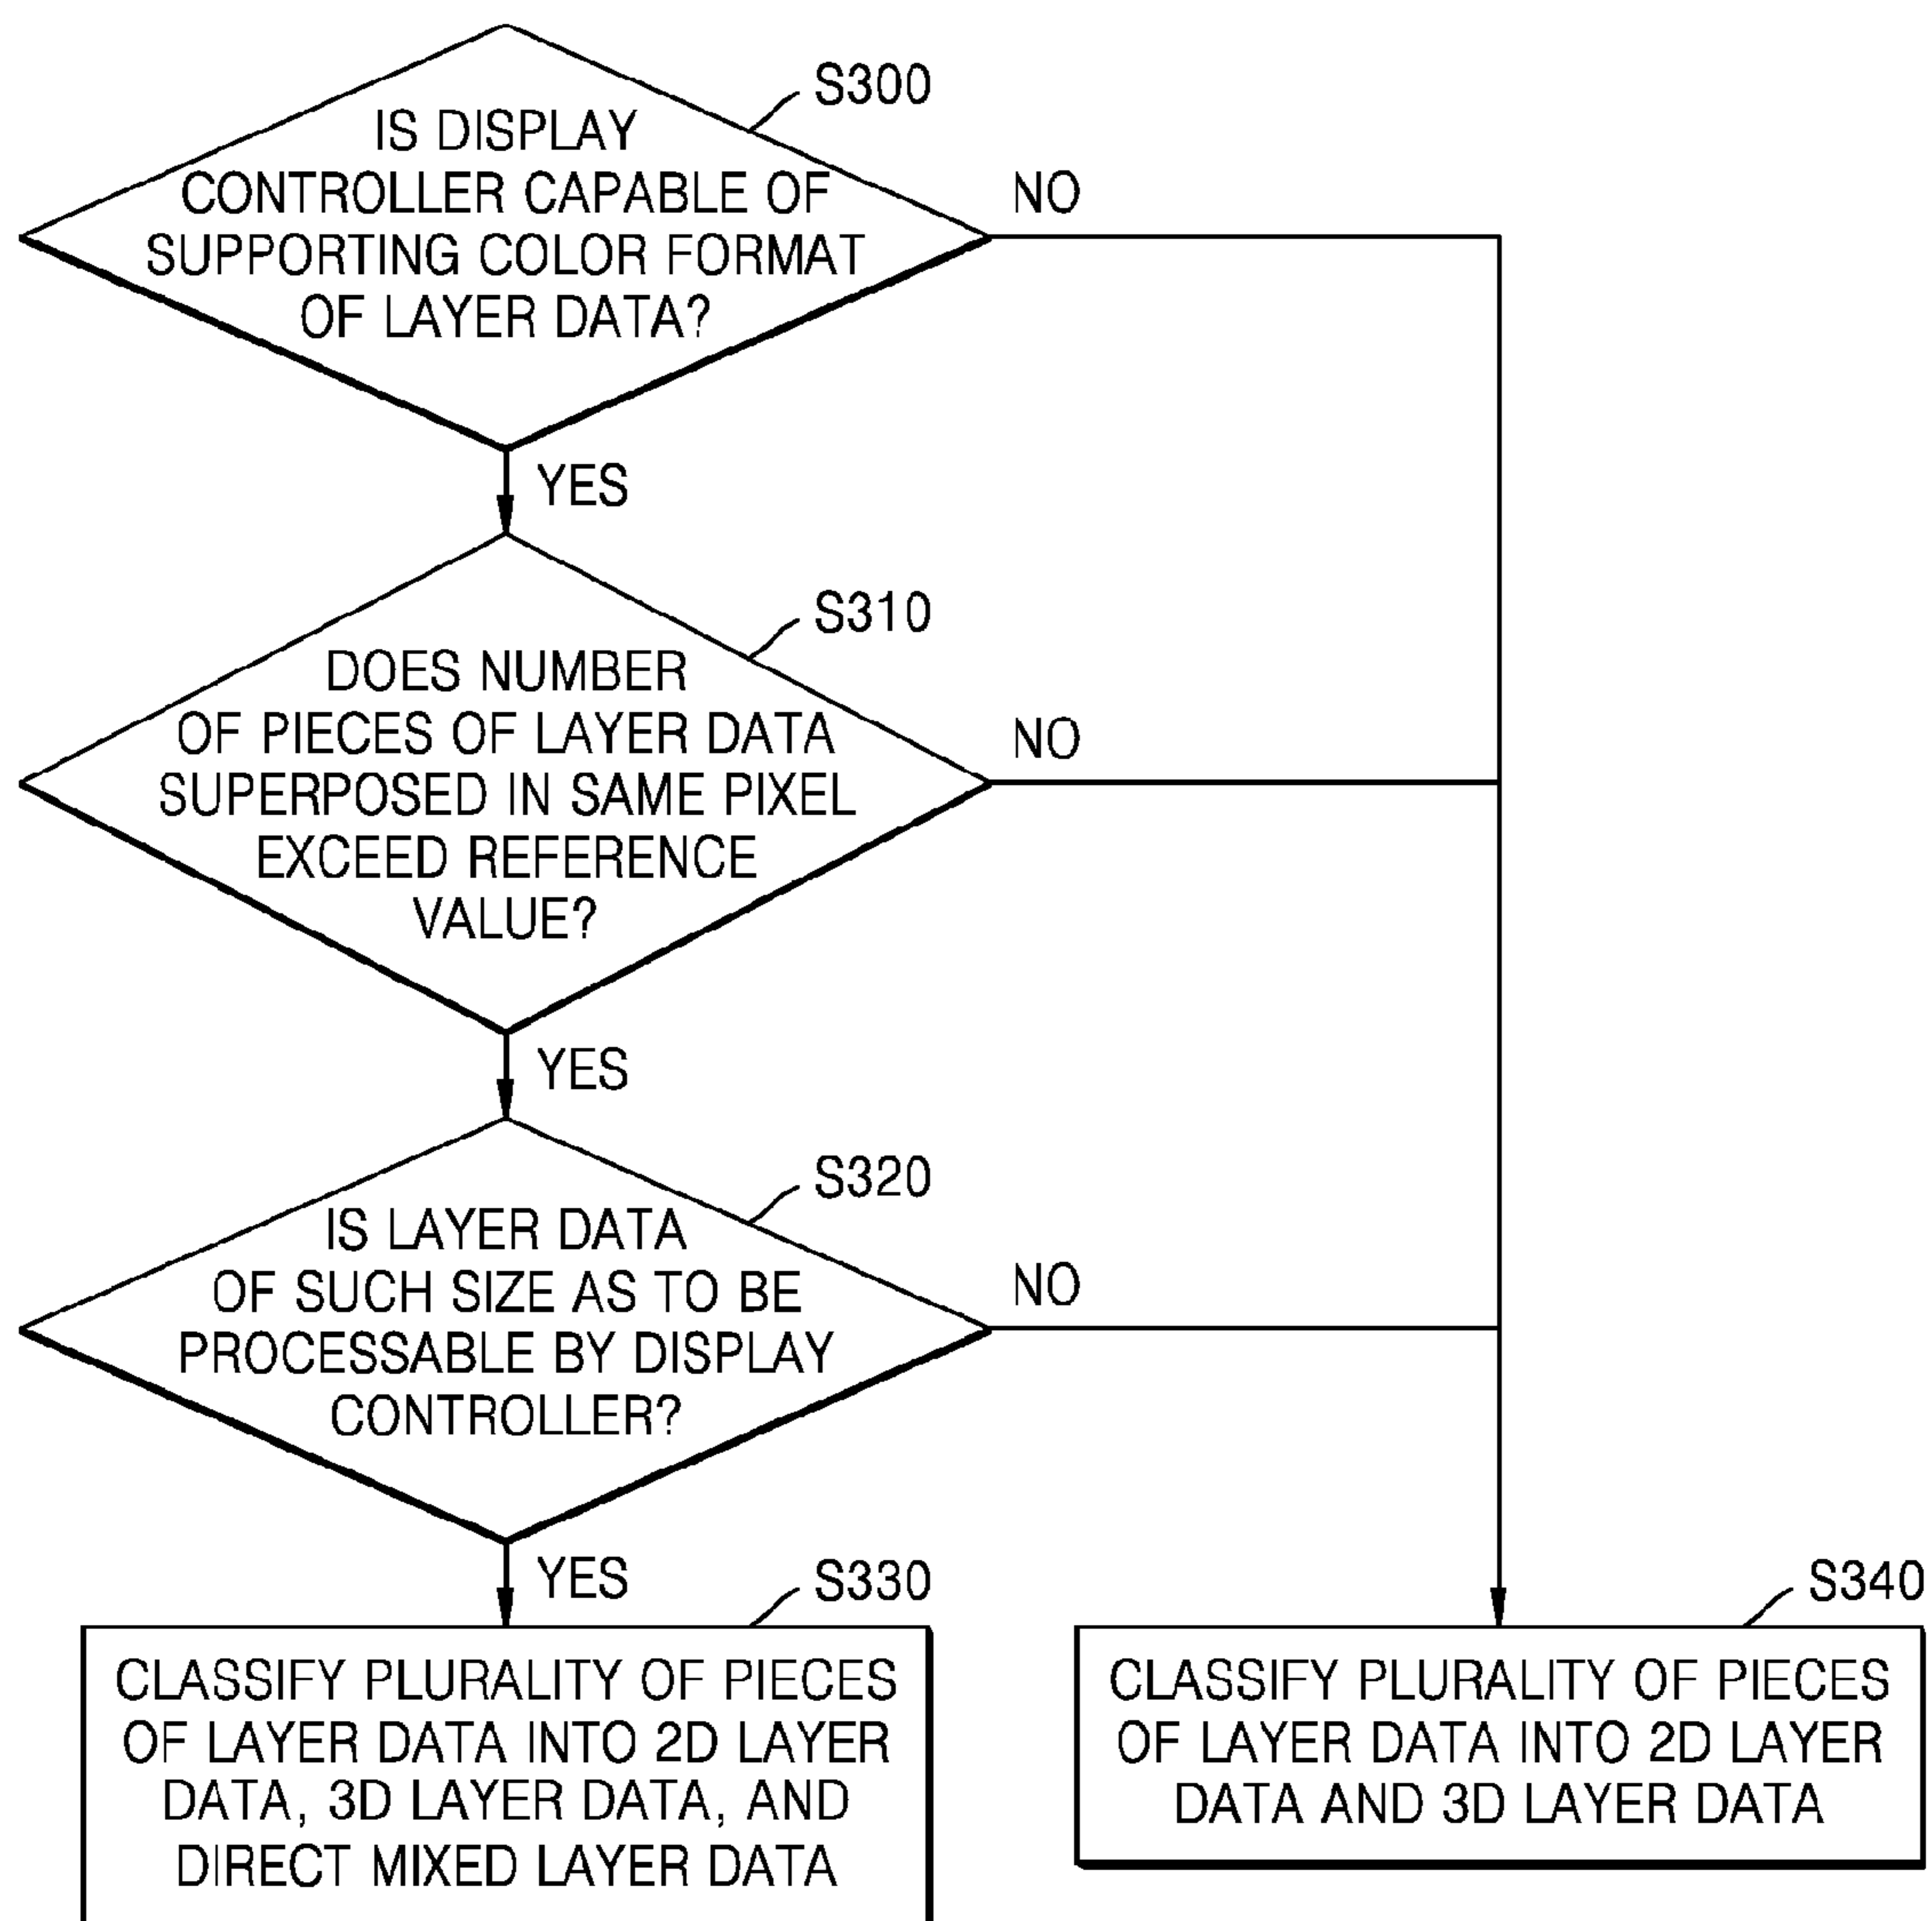 S300
IS DISPLAY
CONTROLLER CAPABLE OF
SUPPORTING COLOR FORMAT
OF LAYER DATA?
NO
YES
S310
DOES NUMBER
OF PIECES OF LAYER DATA
SUPERPOSED IN SAME PIXEL
EXCEED REFERENCE
VALUE?
NO
YES
S320
IS LAYER DATA
OF SUCH SIZE AS TO BE
PROCESSABLE BY DISPLAY
CONTROLLER?
NO
YES
S330
CLASSIFY PLURALITY OF PIECES
OF LAYER DATA INTO 2D LAYER
DATA, 3D LAYER DATA, AND
DIRECT MIXED LAYER DATA
S340
CLASSIFY PLURALITY OF PIECES
OF LAYER DATA INTO 2D LAYER
DATA AND 3D LAYER DATA